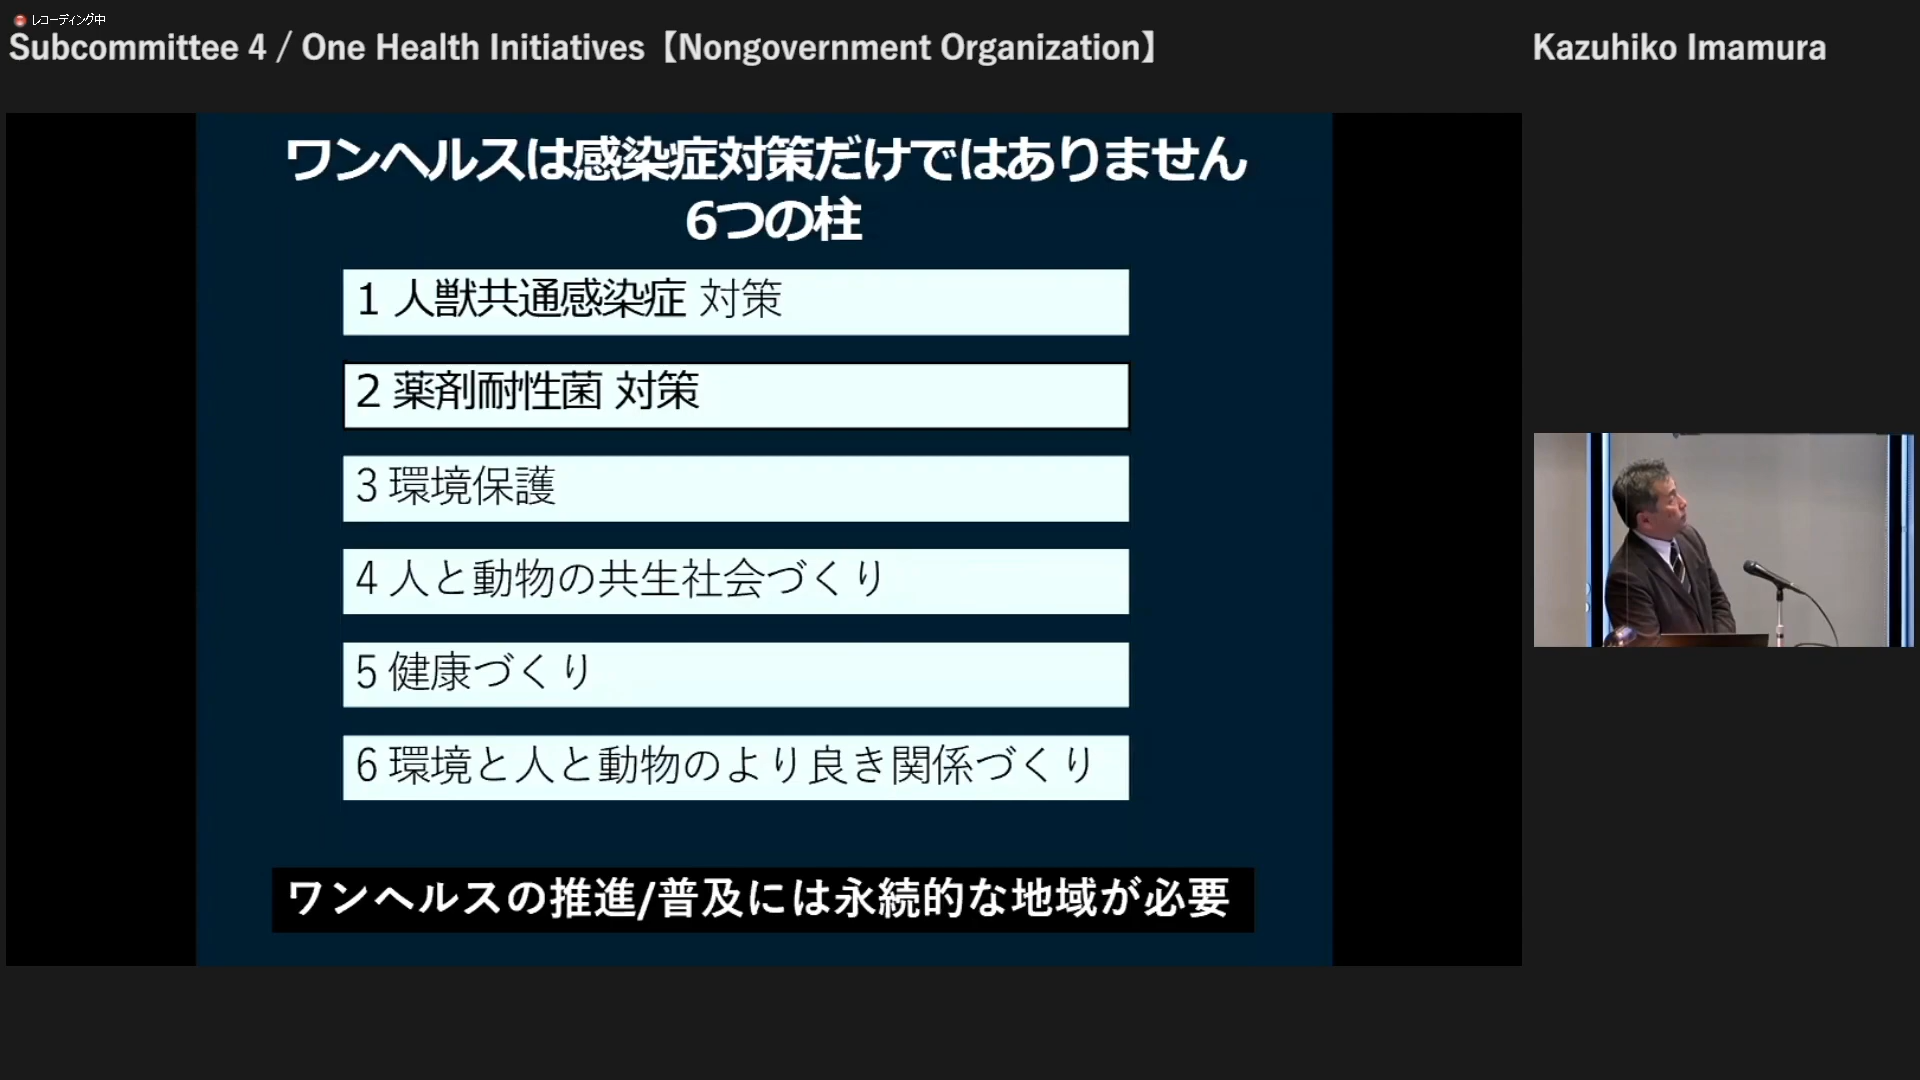 レコーディング中
Subcommittee 4 / One Health Initiatives【Nongovernment Organization】
Kazuhiko Imamura
ワンヘルスは感染症対策だけではありません
6つの柱
1 人獣共通感染症 対策
2 薬剤耐性菌 対策
3 環境保護
4 人と動物の共生社会づくり
5 健康づくり
6 環境と人と動物のより良き関係づくり
ワンヘルスの推進/普及には永続的な地域が必要